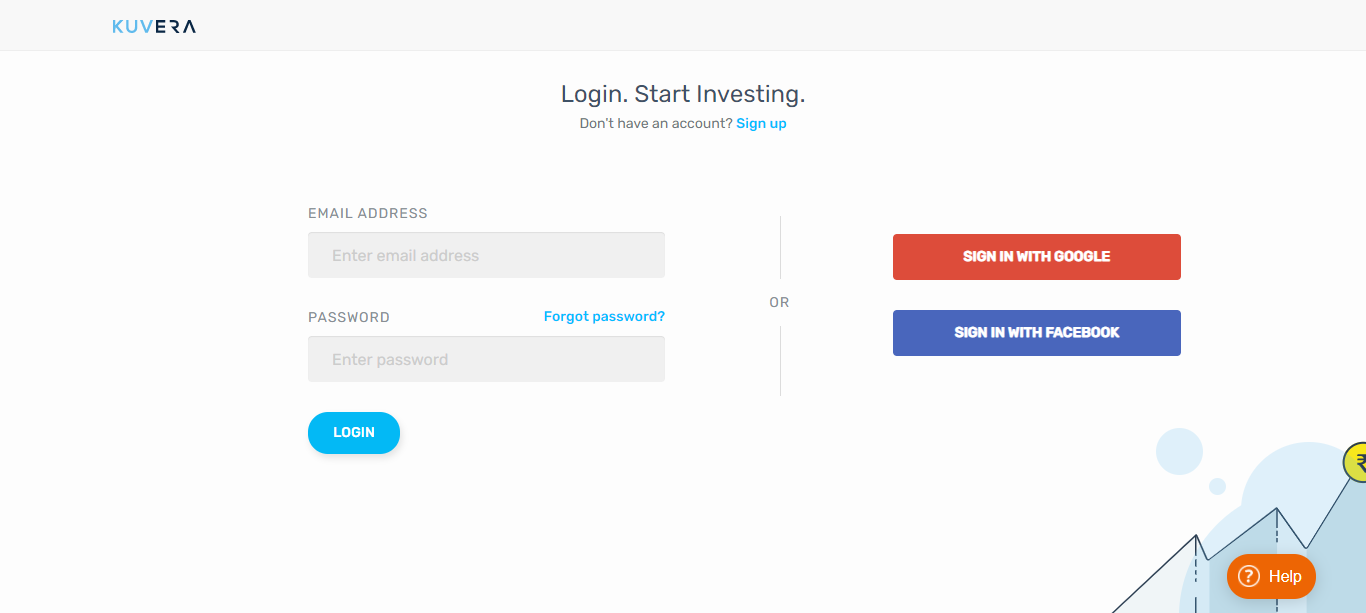 KUVERA
Login. Start Investing.
Don't have an account? Sign up
EMAIL ADDRESS
Enter email address
PASSWORD
Forgot password?
Enter password
LOGIN
OR
SIGN IN WITH GOOGLE
SIGN IN WITH FACEBOOK
₹
? Help